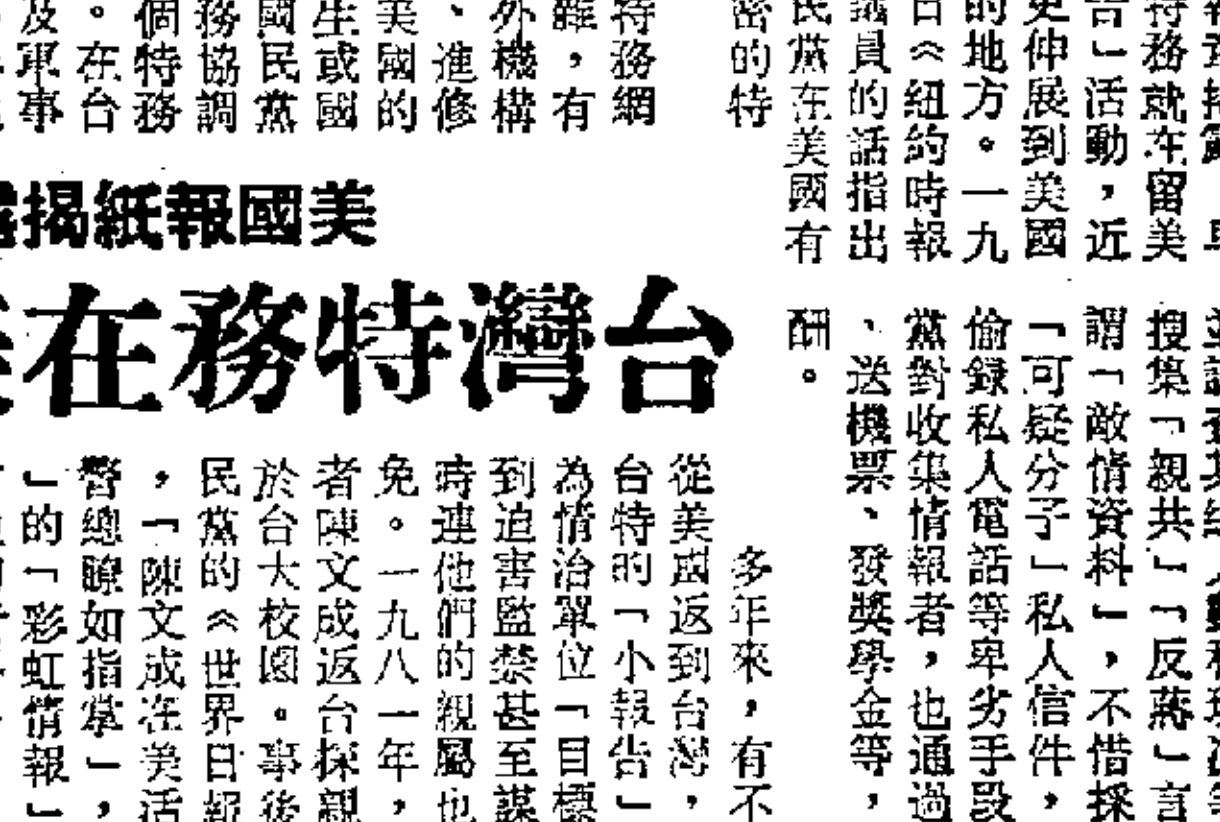 美國報紙揭
台灣特務在
特務就在留美
言」活動，近
更伸展到美國
的地方。一九
日《紐約時報
議員的話指出
民黨在美國有
密的特
搜集「親共」「反蔣」言
謂「敵情資料」，不惜採
「可疑分子」私人信件，
偷錄私人電話等卑劣手段
黨對收集情報者，也通過
、送機票、發獎學金等，
酬。
特務網
雖，有
外機構
、進修
美國的
生或國
國民黨
務協調
個特務
。在台
及軍事
多年來，有不
從美國返到台灣，
台特的「小報告」
為情治單位「目標
到迫害監禁甚至謀
時連他們的親屬也
免。一九八一年，
者陳文成返台探親
於台大校園。事後
民黨的《世界日報
，「陳文成在美活
警總瞭如指掌」，
」的「彩虹情報」